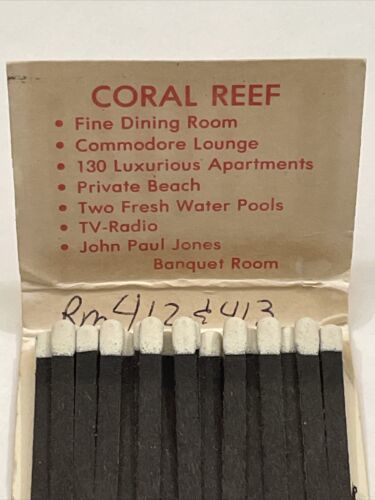 CORAL REEF
• Fine Dining Room
• Commodore Lounge
• 130 Luxurious Apartments
• Private Beach
• Two Fresh Water Pools
• TV-Radio
• John Paul Jones
Banquet Room
Rm 412 & 413